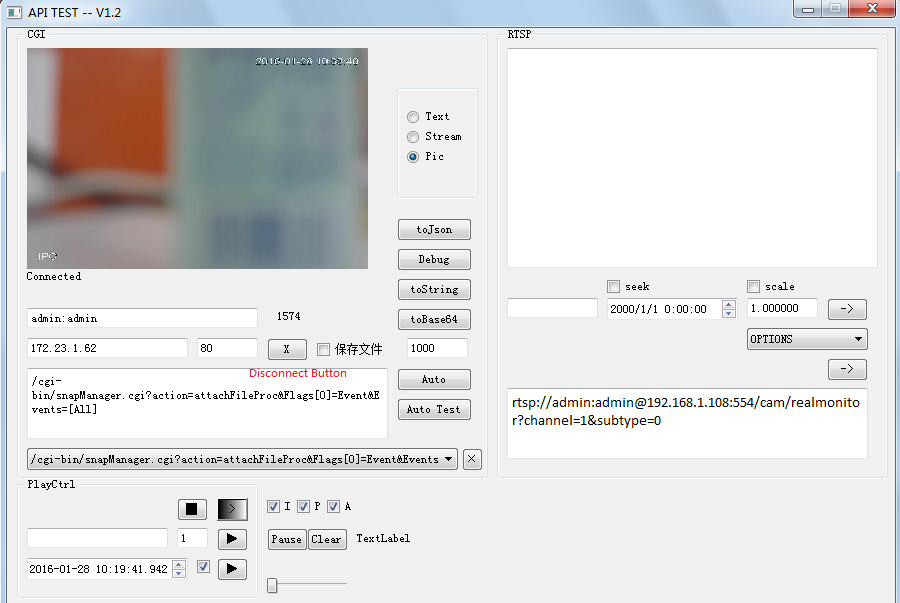 API TEST -- V1.2
CGI
2016-01-28 10:53:40
IPC
Connected
admin:admin
1574
172.23.1.62
80
X
保存文件
Disconnect Button
/cgi-
bin/snapManager.cgi?action=attachFileProc&Flags[0]=Event&E
vents=[All]
/cgi-bin/snapManager.cgi?action=attachFileProc&Flags[0]=Event&Events
Text
Stream
Pic
toJson
Debug
toString
toBase64
1000
Auto
Auto Test
RTSP
seek
scale
2000/1/1 0:00:00
1.000000
->
OPTIONS
->
rtsp://admin:admin@192.168.1.108:554/cam/realmonito
r?channel=1&subtype=0
PlayCtrl
1
2016-01-28 10:19:41.942
I
P
A
Pause
Clear
TextLabel